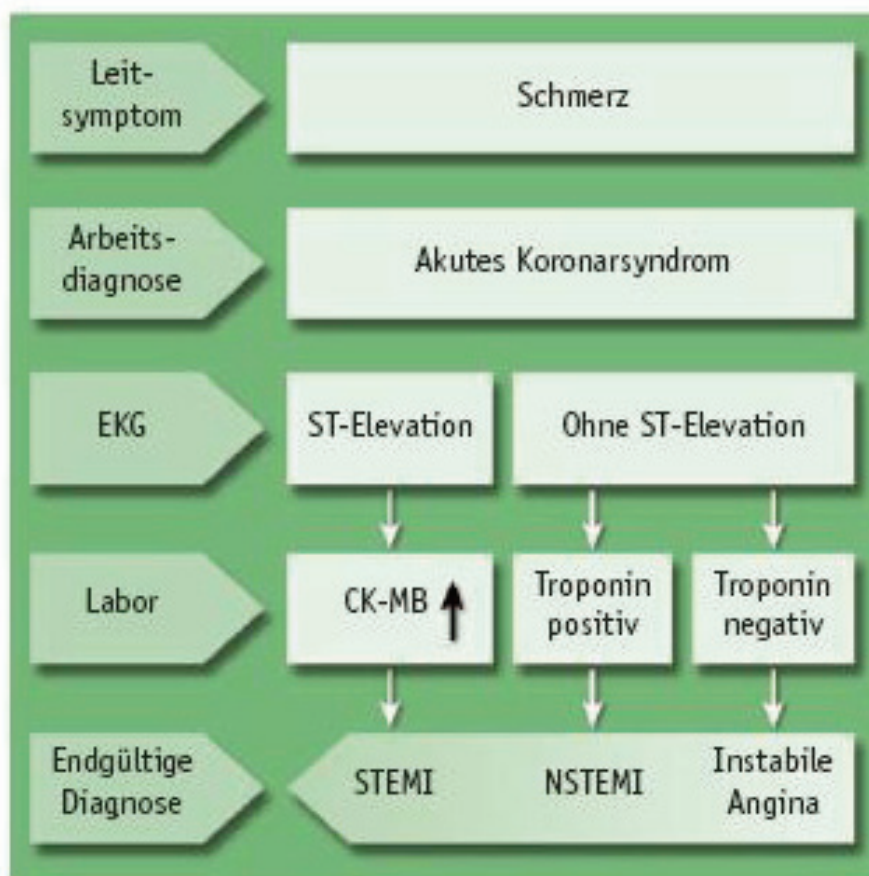 Leit-
symptom
Schmerz
Arbeits-
diagnose
Akutes Koronarsyndrom
EKG
ST-Elevation
Ohne ST-Elevation
Labor
CK-MB
Troponin
positiv
Troponin
negativ
Endgültige
Diagnose
STEMI
NSTEMI
Instabile
Angina